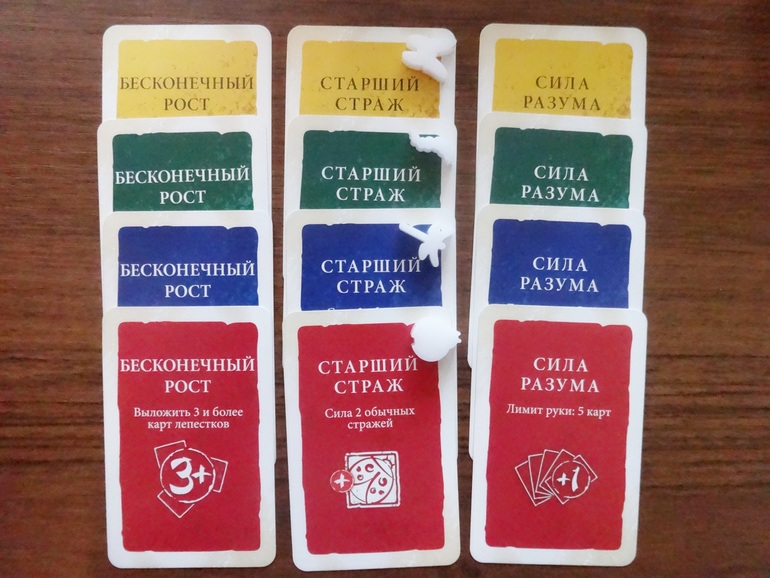 БЕСКОНЕЧНЫЙ
РОСТ
БЕСКОНЕЧНЫЙ
РОСТ
БЕСКОНЕЧНЫЙ
РОСТ
БЕСКОНЕЧНЫЙ
РОСТ
Выложить 3 и более
карт лепестков
3+
СТАРШИЙ
СТРАЖ
СТАРШИЙ
СТРАЖ
СТАРШИЙ
СТРАЖ
СТАРШИЙ
СТРАЖ
Сила 2 обычных
стражей
+
СИЛА
РАЗУМА
СИЛА
РАЗУМА
СИЛА
РАЗУМА
СИЛА
РАЗУМА
Лимит руки: 5 карт
+1